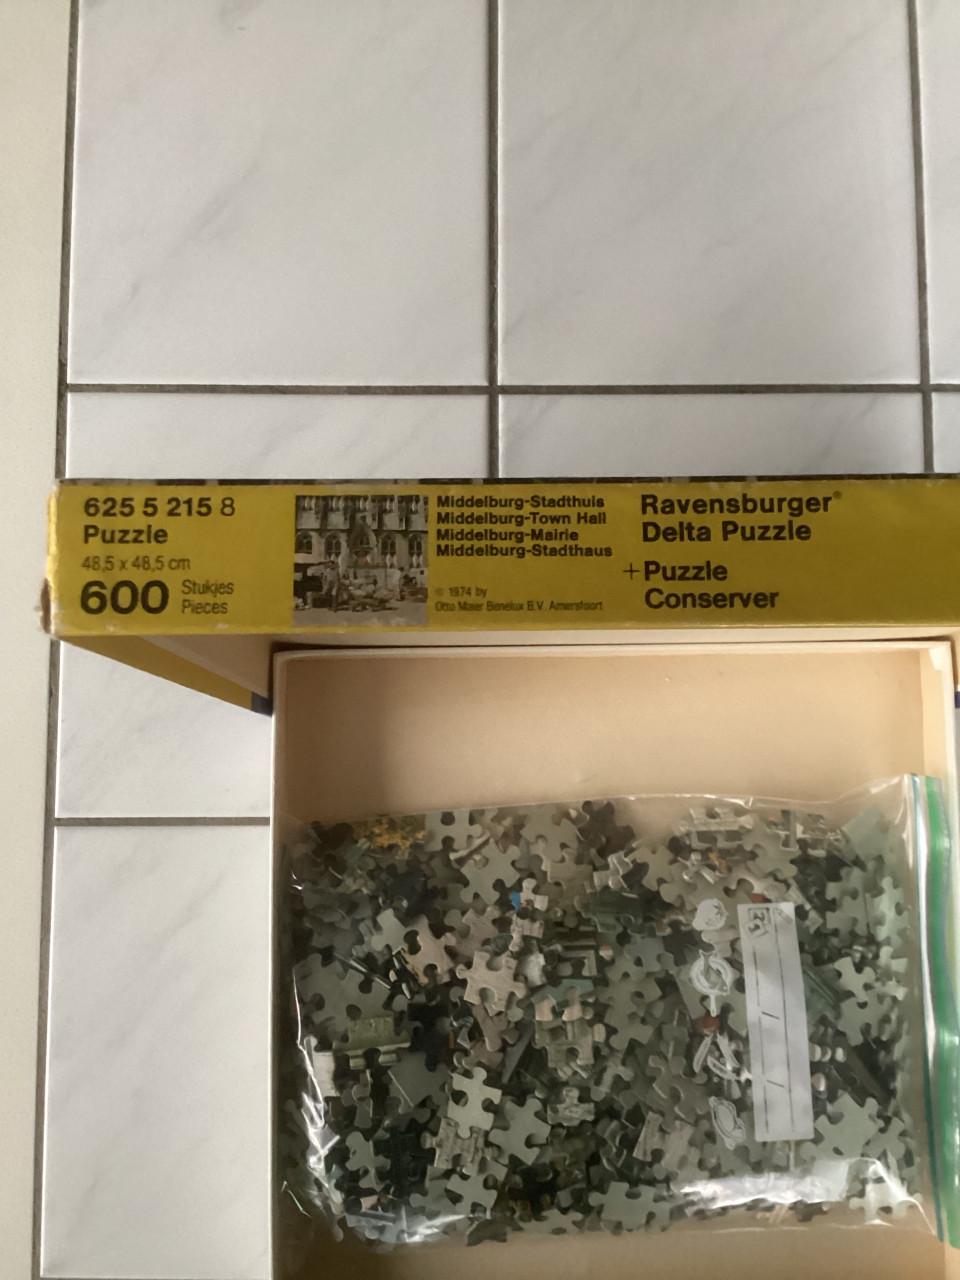 625 5 215 8
Puzzle
48,5 x 48,5 cm
600 Stukjes
Pieces
Middelburg-Stadthuis
Middelburg-Town Hall
Middelburg-Mairie
Middelburg-Stadthaus
© 1974 by
Otto Maier Benelux B.V. Amersfoort
Ravensburger®
Delta Puzzle
+Puzzle
Conserver